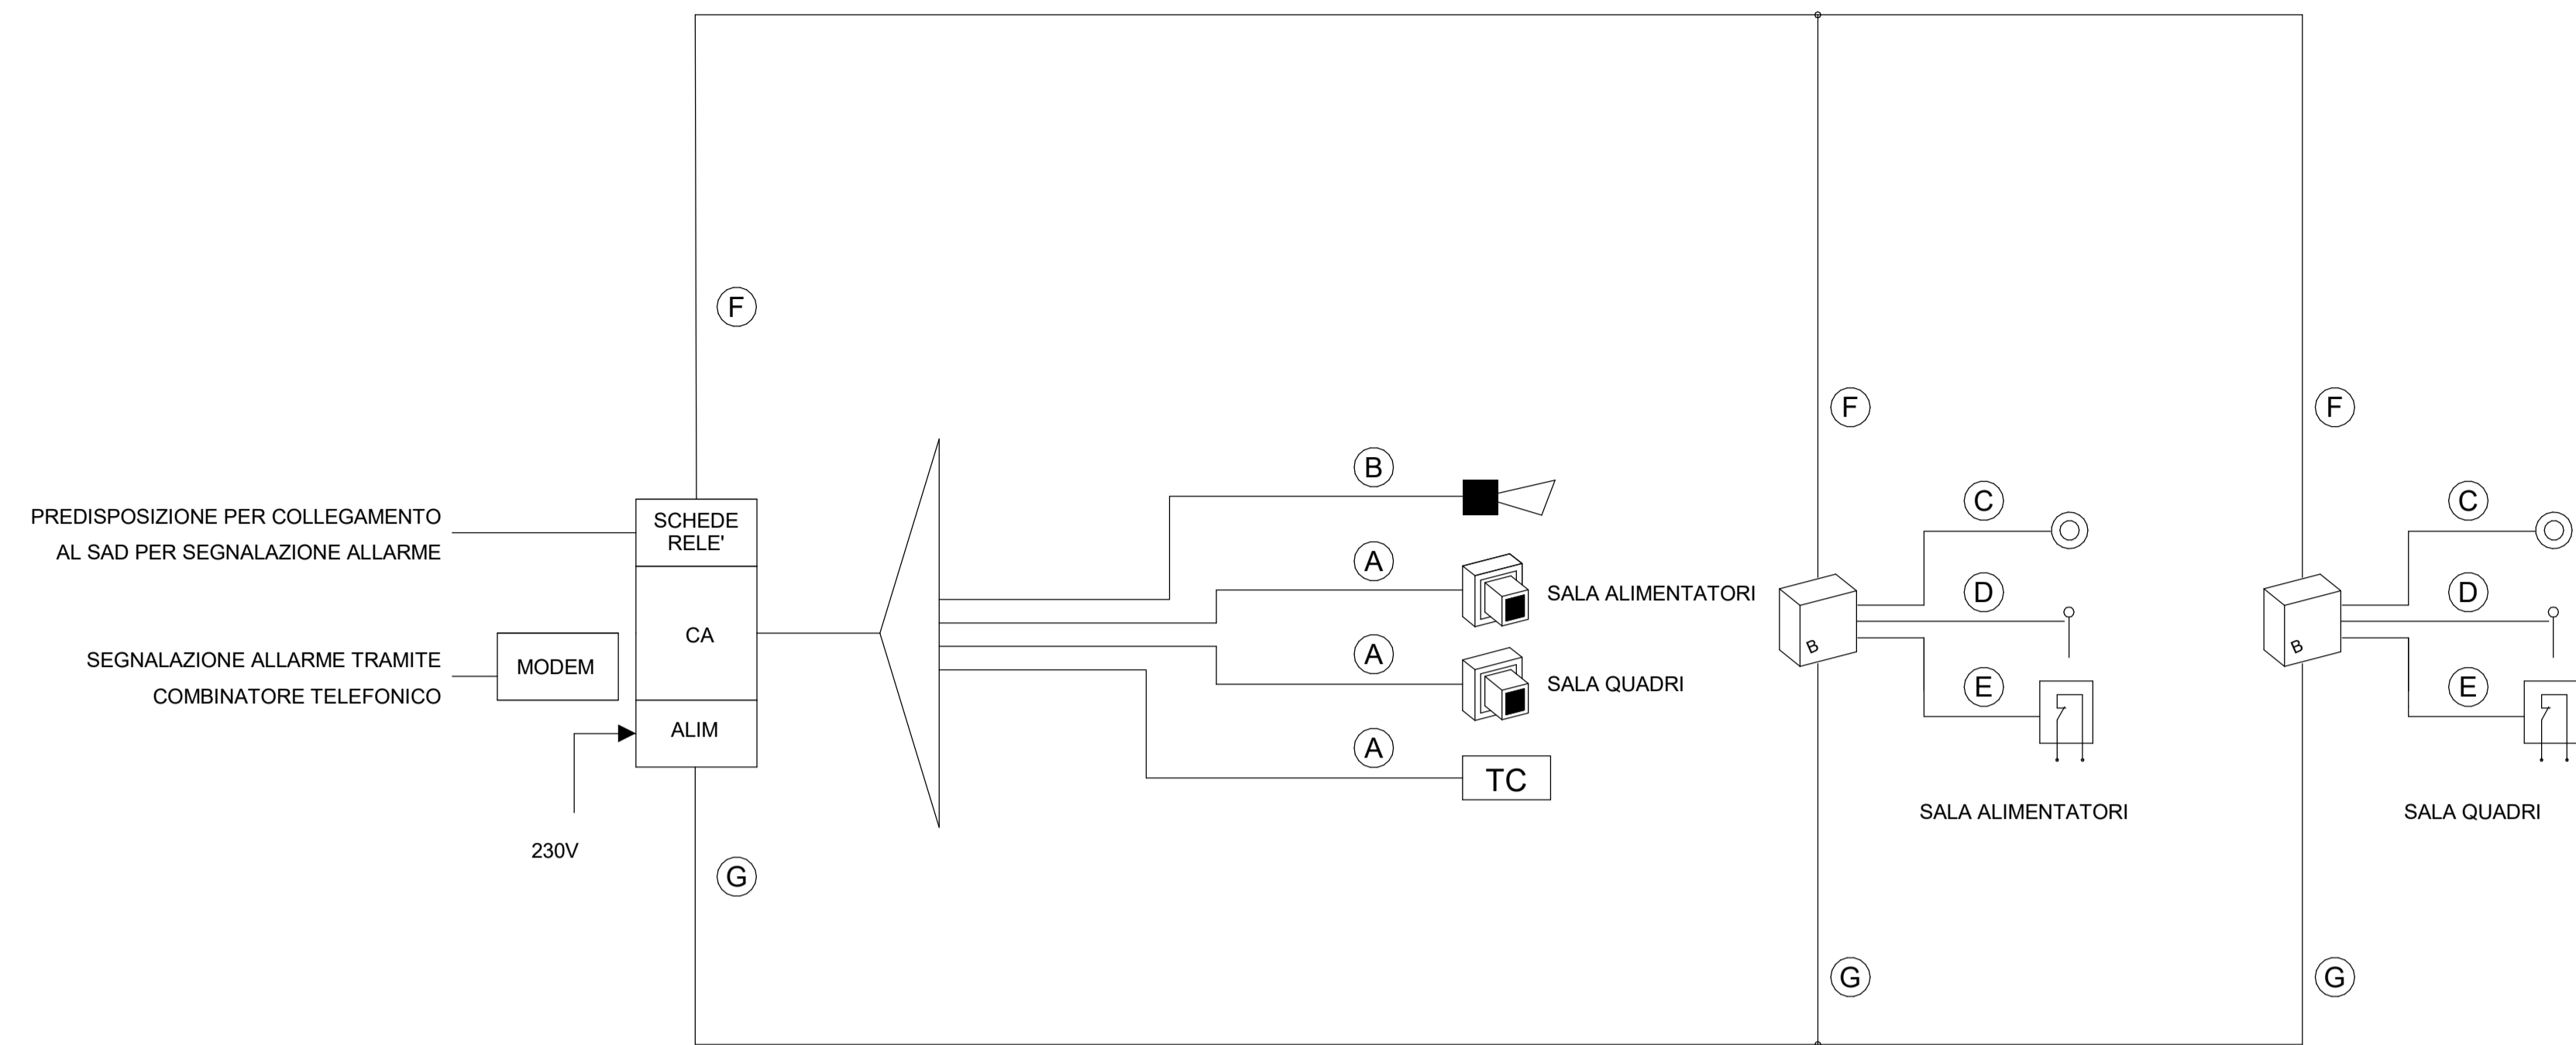 F
F
F
B
C
C
PREDISPOSIZIONE PER COLLEGAMENTO
AL SAD PER SEGNALAZIONE ALLARME
SCHEDE
RELE'
A
SALA ALIMENTATORI
D
D
CA
B
B
SEGNALAZIONE ALLARME TRAMITE
COMBINATORE TELEFONICO
MODEM
A
SALA QUADRI
E
E
ALIM
A
TC
230V
SALA ALIMENTATORI
SALA QUADRI
G
G
G